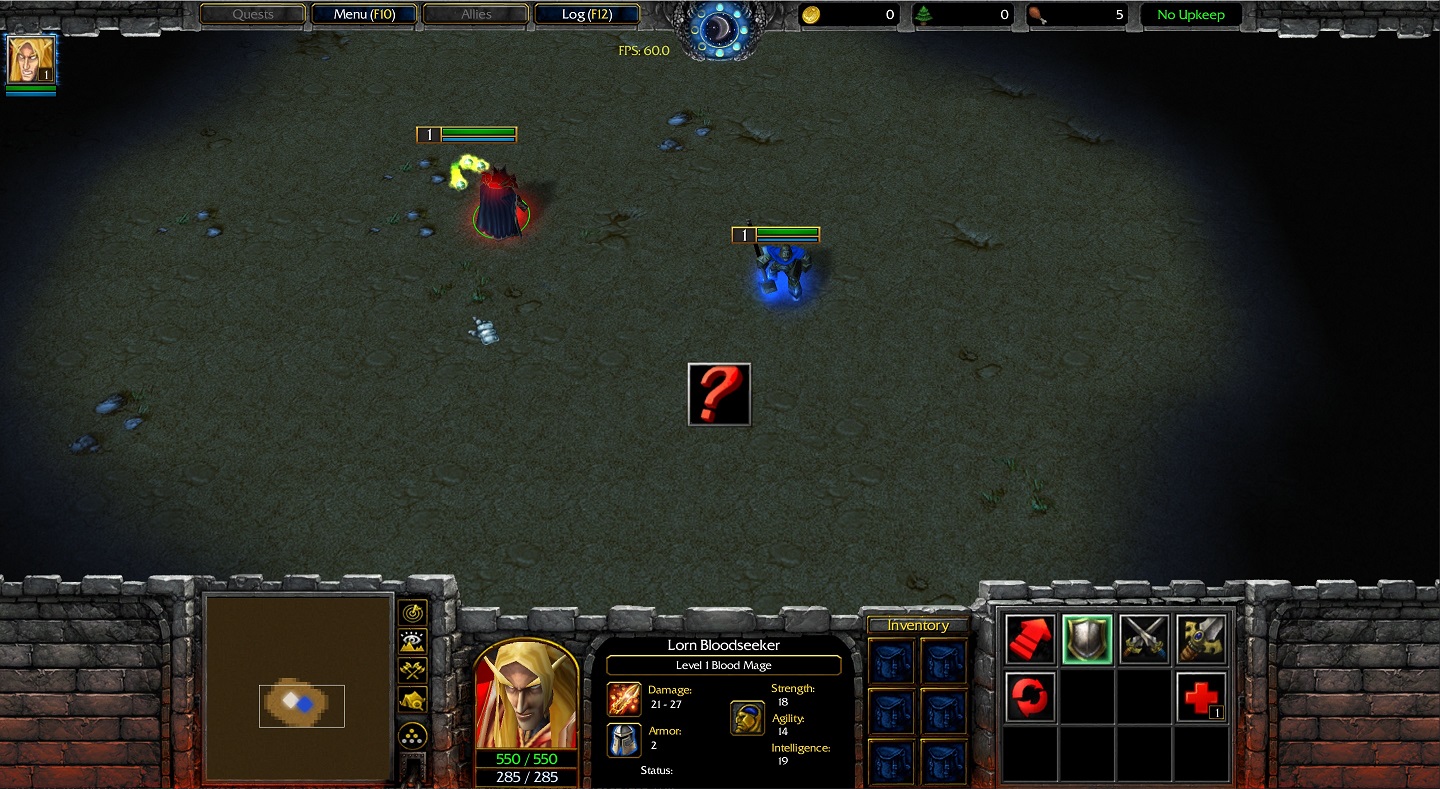 Quests
Menu (F10)
Allies
Log (F12)
0
0
5
No Upkeep
FPS: 60.0
1
1
1
Lorn Bloodseeker
Level 1 Blood Mage
Damage:
21 - 27
Armor:
2
Strength:
18
Agility:
14
Intelligence:
19
Status:
550 / 550
285 / 285
Inventory
1